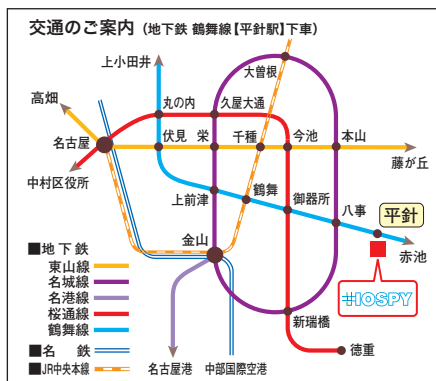 交通のご案内(地下鉄 鶴舞線【平針駅】下車)
上小田井
大曽根
高畑
丸の内
久屋大通
名古屋
伏見
栄
千種
今池
本山
藤が丘
中村区役所
上前津
鶴舞
御器所
八事
平針
赤池
金山
#IOSPY
新瑞橋
徳重
名古屋港
中部国際空港
■地下鉄
東山線
名城線
名港線
桜通線
鶴舞線
■名鉄
■JR中央本線